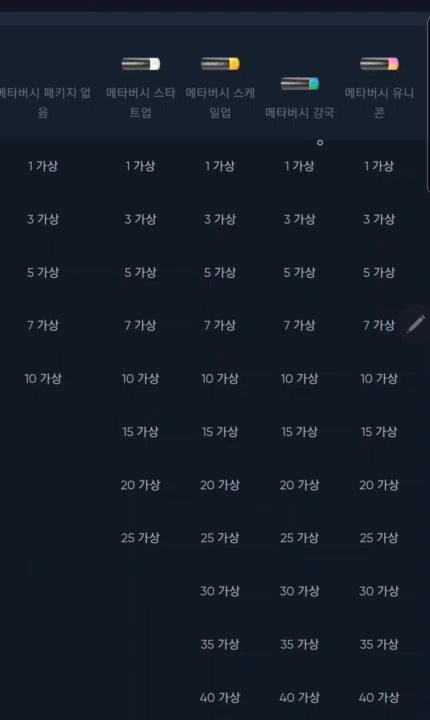 메타버시 패키지 없
음
메타버시 스타
트업
메타버시 스케
일업
메타버시 강국
메타버시 유니
콘
1 가상 1 가상 1 가상 1 가상 1 가상
3 가상 3 가상 3 가상 3 가상 3 가상
5 가상 5 가상 5 가상 5 가상 5 가상
7 가상 7 가상 7 가상 7 가상 7 가상
10 가상 10 가상 10 가상 10 가상 10 가상
15 가상 15 가상 15 가상 15 가상
20 가상 20 가상 20 가상 20 가상
25 가상 25 가상 25 가상 25 가상
30 가상 30 가상 30 가상
35 가상 35 가상 35 가상
40 가상 40 가상 40 가상